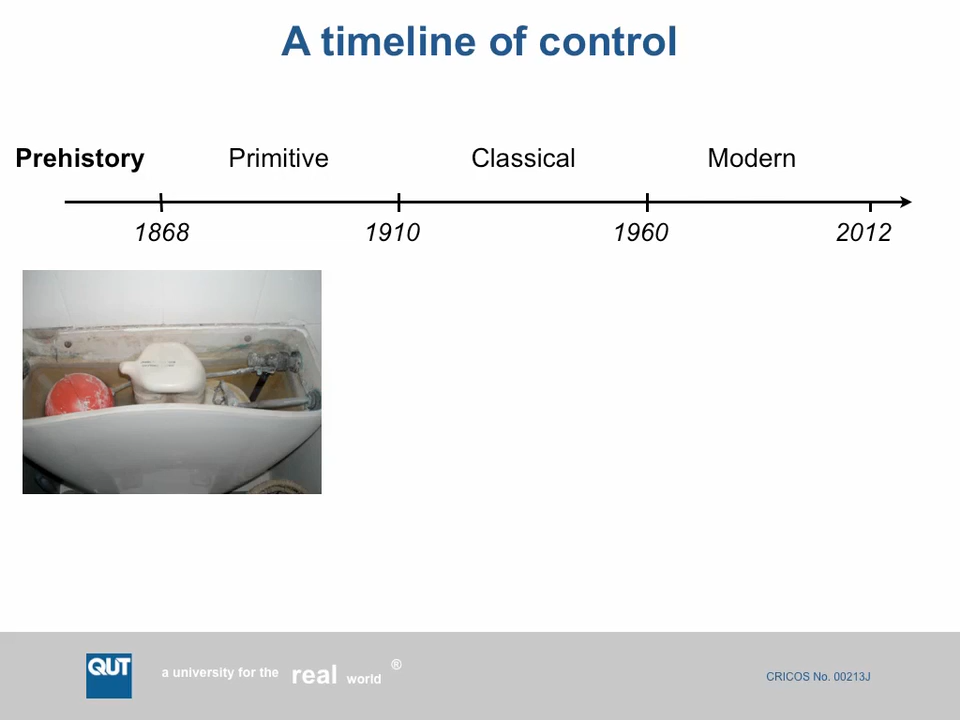 A timeline of control
Prehistory Primitive Classical Modern
1868 1910 1960 2012
QUT
a university for the real world ®
CRICOS No. 00213J